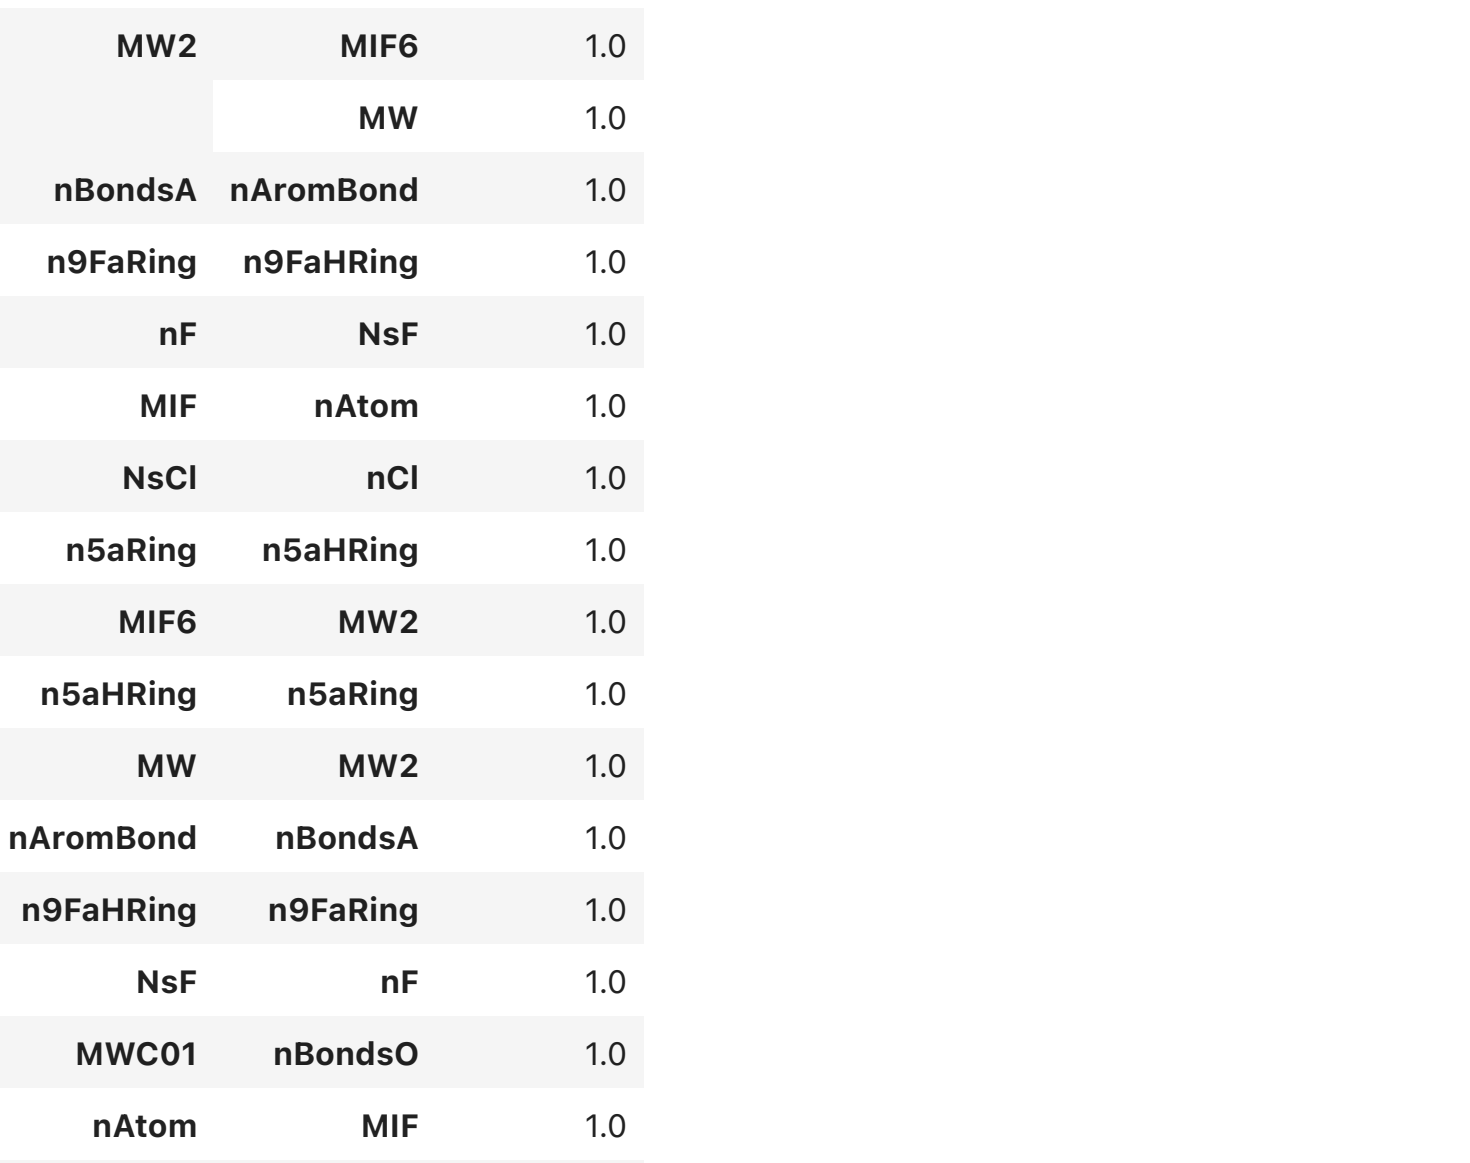 MW2 MIF6 1.0
MW 1.0
nBondsA nAromBond 1.0
n9FaRing n9FaHRing 1.0
nF NsF 1.0
MIF nAtom 1.0
NsCl nCl 1.0
n5aRing n5aHRing 1.0
MIF6 MW2 1.0
n5aHRing n5aRing 1.0
MW MW2 1.0
nAromBond nBondsA 1.0
n9FaHRing n9FaRing 1.0
NsF nF 1.0
MWC01 nBondsO 1.0
nAtom MIF 1.0